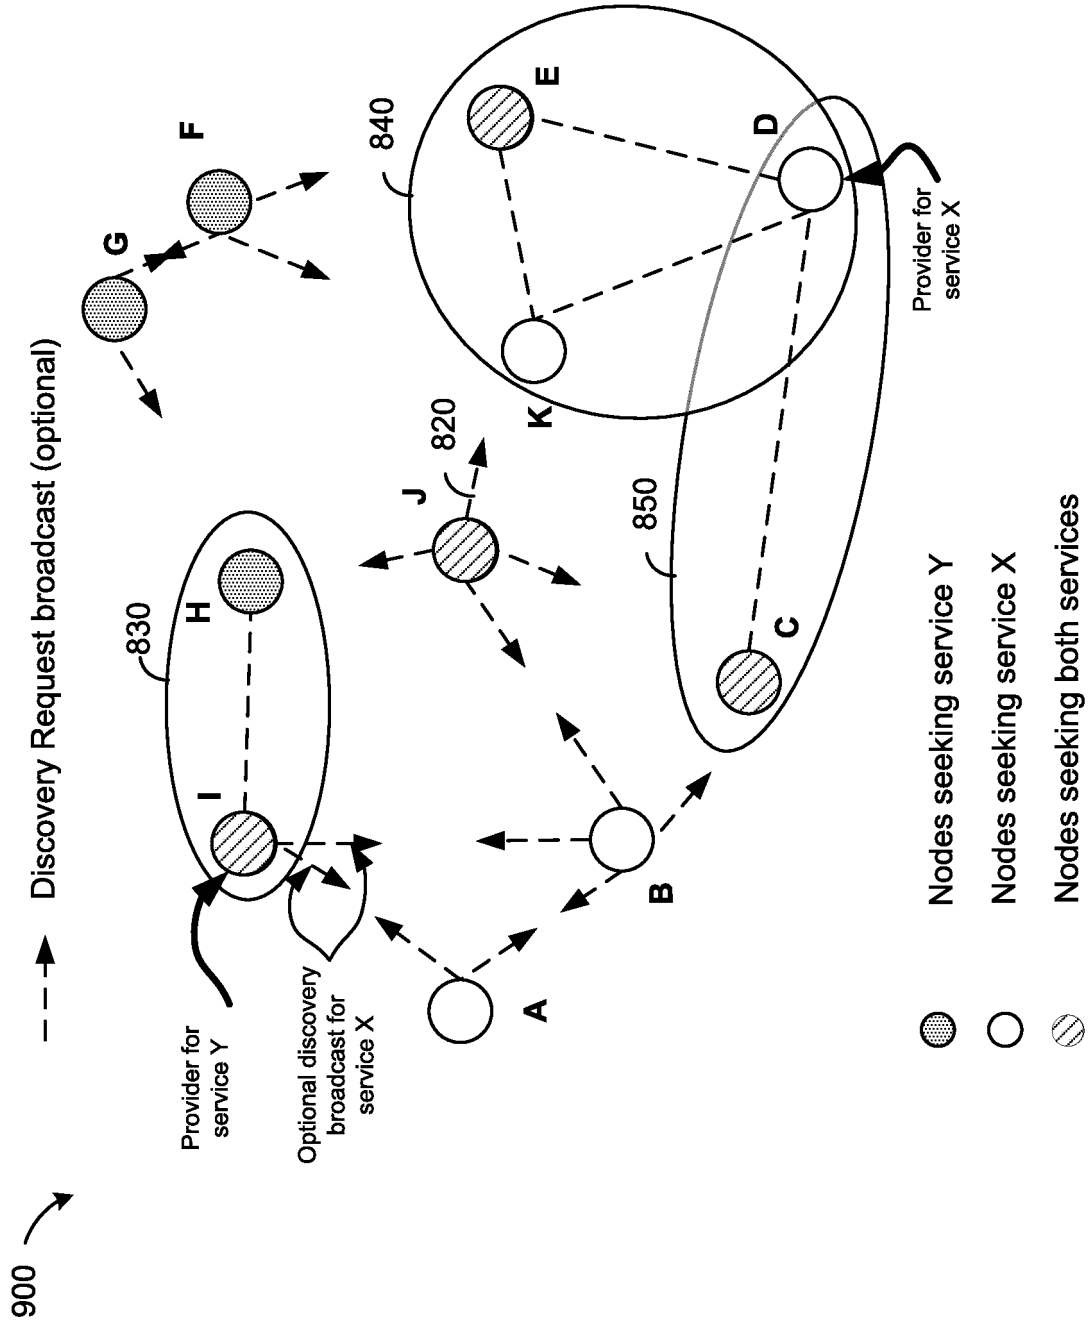 900
Discovery Request broadcast (optional)
G
F
830
H
I
Provider for
service Y
Optional discovery
broadcast for
service X
J
820
840
E
K
D
A
B
850
C
Provider for
service X
Nodes seeking service Y
Nodes seeking service X
Nodes seeking both services